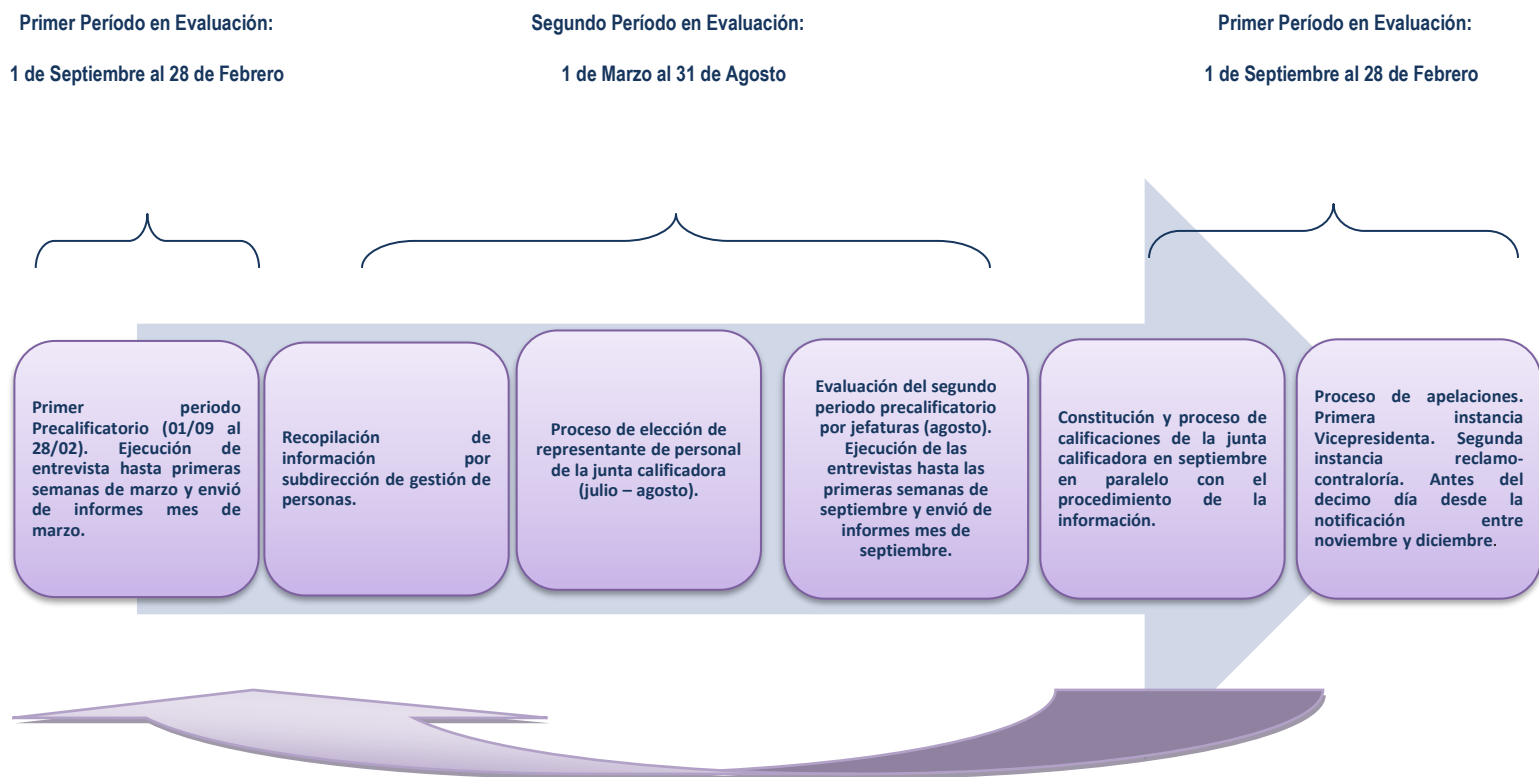 Primer Período en Evaluación:
1 de Septiembre al 28 de Febrero
Segundo Período en Evaluación:
1 de Marzo al 31 de Agosto
Primer Período en Evaluación:
1 de Septiembre al 28 de Febrero
Primer periodo
Precalificatorio (01/09 al
28/02). Ejecución de
entrevista hasta primeras
semanas de marzo y envió
de informes mes de
marzo.
Recopilación de
información por
subdirección de gestión de
personas.
Proceso de elección de
representante de personal
de la junta calificadora
(julio – agosto).
Evaluación del segundo
periodo precalificatorio
por jefaturas (agosto).
Ejecución de las
entrevistas hasta las
primeras semanas de
septiembre y envió de
informes mes de
septiembre.
Constitución y proceso de
calificaciones de la junta
calificadora en septiembre
en paralelo con el
procedimiento de la
información.
Proceso de apelaciones.
Primera instancia
Vicepresidenta. Segunda
instancia reclamo-
contraloría. Antes del
decimo día desde la
notificación entre
noviembre y diciembre.